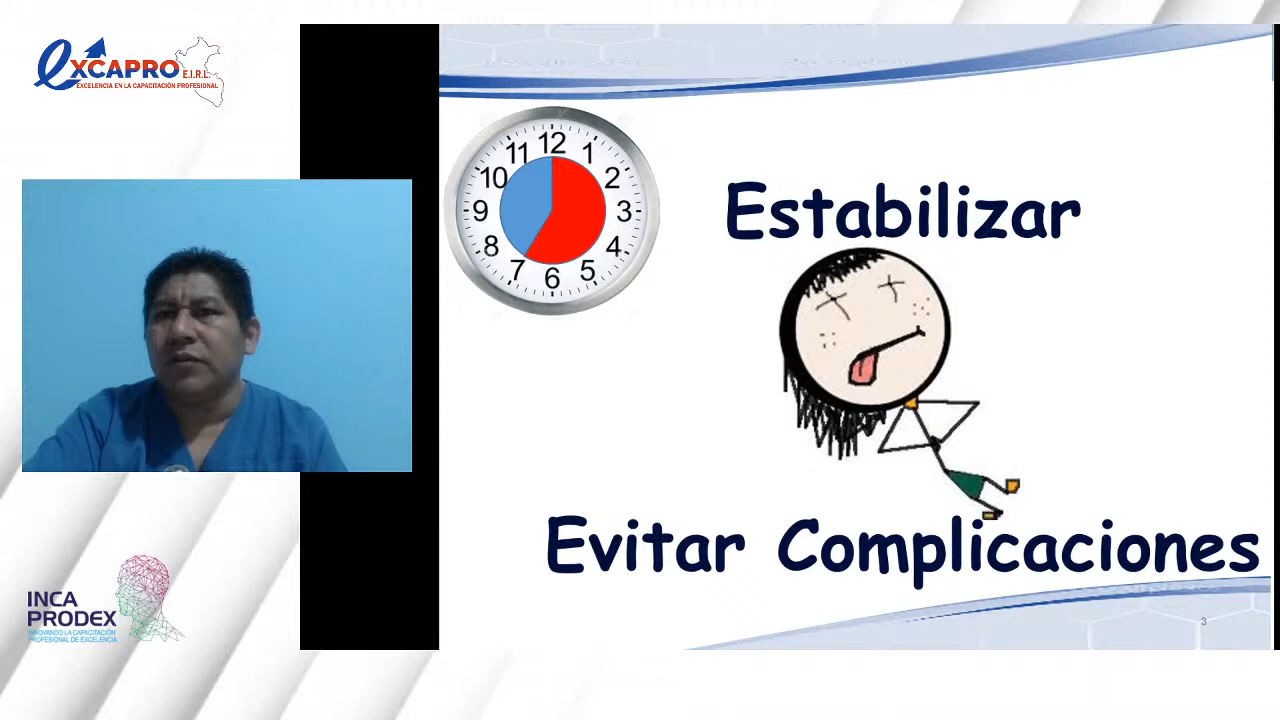 excapro E.I.R.L.
EXCELENCIA EN LA CAPACITACIÓN PROFESIONAL
12
11
1
10
2
9
3
8
4
7
5
6
Estabilizar
Evitar Complicaciones
INCA
PRODEX
INNOVANDO LA CAPACITACIÓN
PROFESIONAL DE EXCELENCIA
3